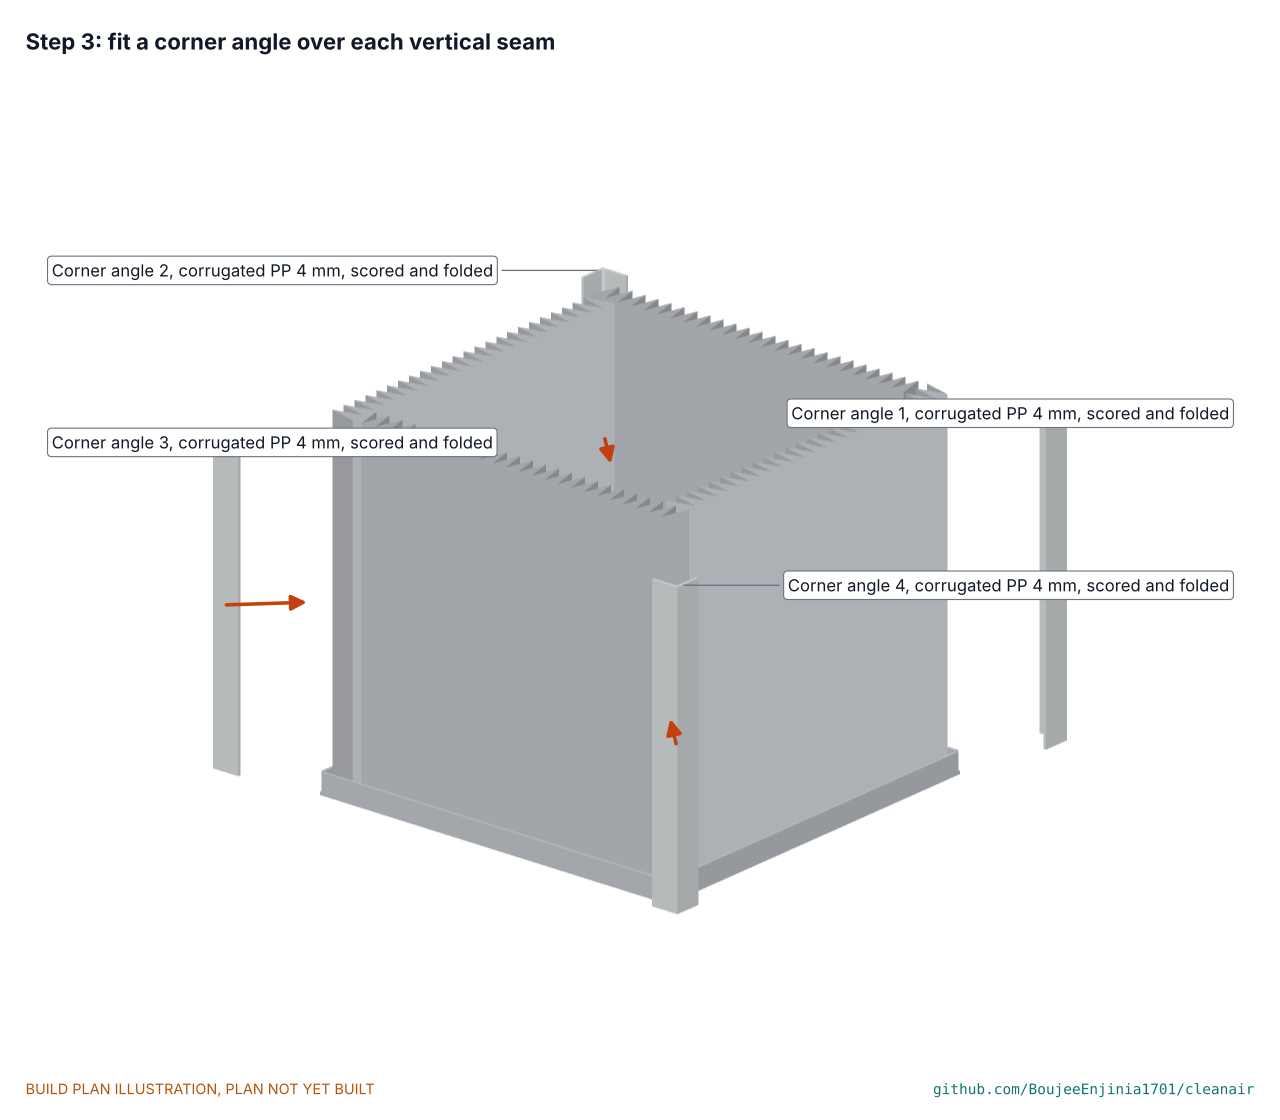 Step 3: fit a corner angle over each vertical seam
Corner angle 2, corrugated PP 4 mm, scored and folded
Corner angle 1, corrugated PP 4 mm, scored and folded
Corner angle 3, corrugated PP 4 mm, scored and folded
Corner angle 4, corrugated PP 4 mm, scored and folded
BUILD PLAN ILLUSTRATION, PLAN NOT YET BUILT
github.com/BoujeeEnjinia1701/cleanair